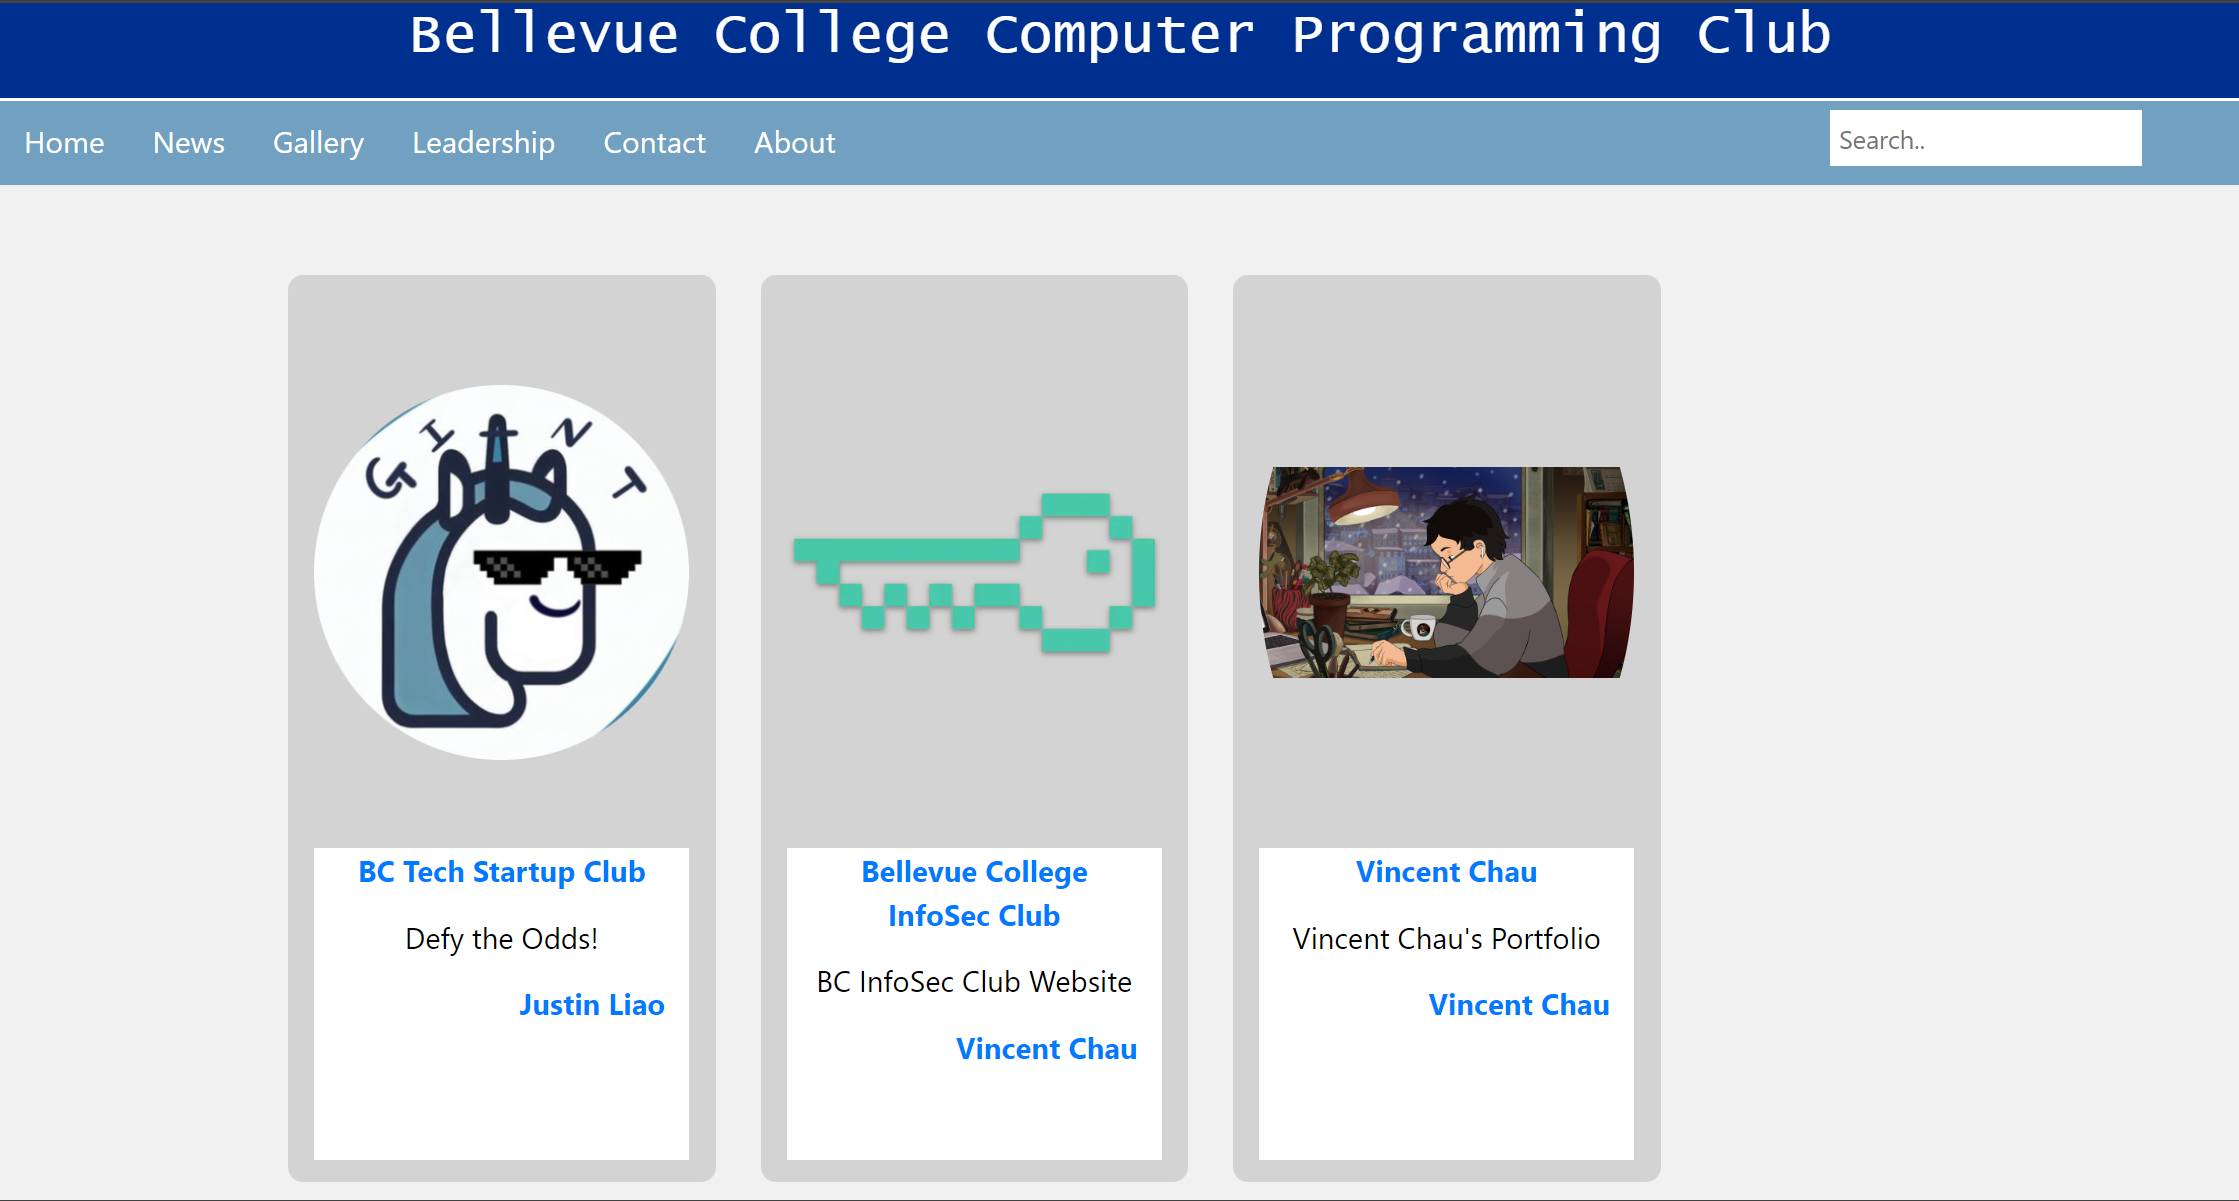 Bellevue College Computer Programming Club
Home News Gallery Leadership Contact About Search..
GIANT
BC Tech Startup Club
Defy the Odds!
Justin Liao
Bellevue College
InfoSec Club
BC InfoSec Club Website
Vincent Chau
Vincent Chau
Vincent Chau's Portfolio
Vincent Chau